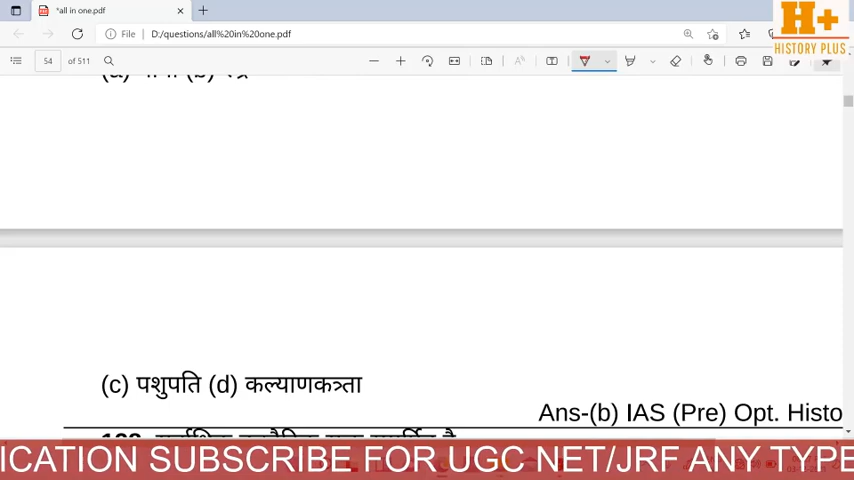 *all in one.pdf
File D:/questions/all%20in%20one.pdf
H+
HISTORY PLUS
54 of 511
(c) पशुपति (d) कल्याणकत्र्ता
Ans-(b) IAS (Pre) Opt. Histo
ICATION SUBSCRIBE FOR UGC NET/JRF ANY TYPE